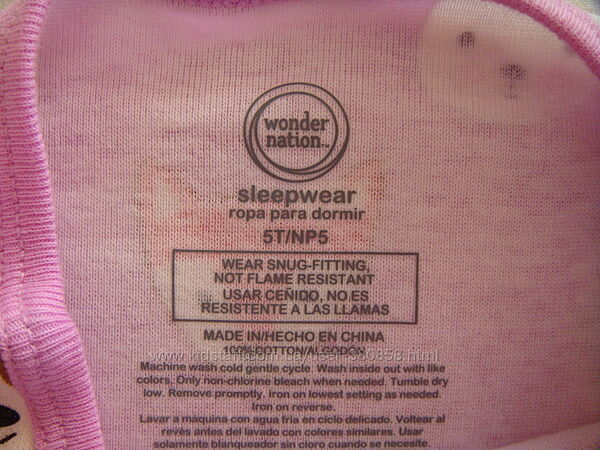 wonder
nation™
sleepwear
ropa para dormir
5T/NP5
WEAR SNUG-FITTING,
NOT FLAME RESISTANT
USAR CEÑIDO, NO ES
RESISTENTE A LAS LLAMAS
MADE IN/HECHO EN CHINA
100% COTTON/ALGODON
Machine wash cold gentle cycle. Wash inside out with like
colors. Only non-chlorine bleach when needed. Tumble dry
low. Remove promptly. Iron on lowest setting as needed.
Iron on reverse.
Lavar a máquina con agua fría en ciclo delicado. Voltear al
revés antes del lavado con colores similares. Usar
solamente blanqueador sin cloro cuando se necesite.